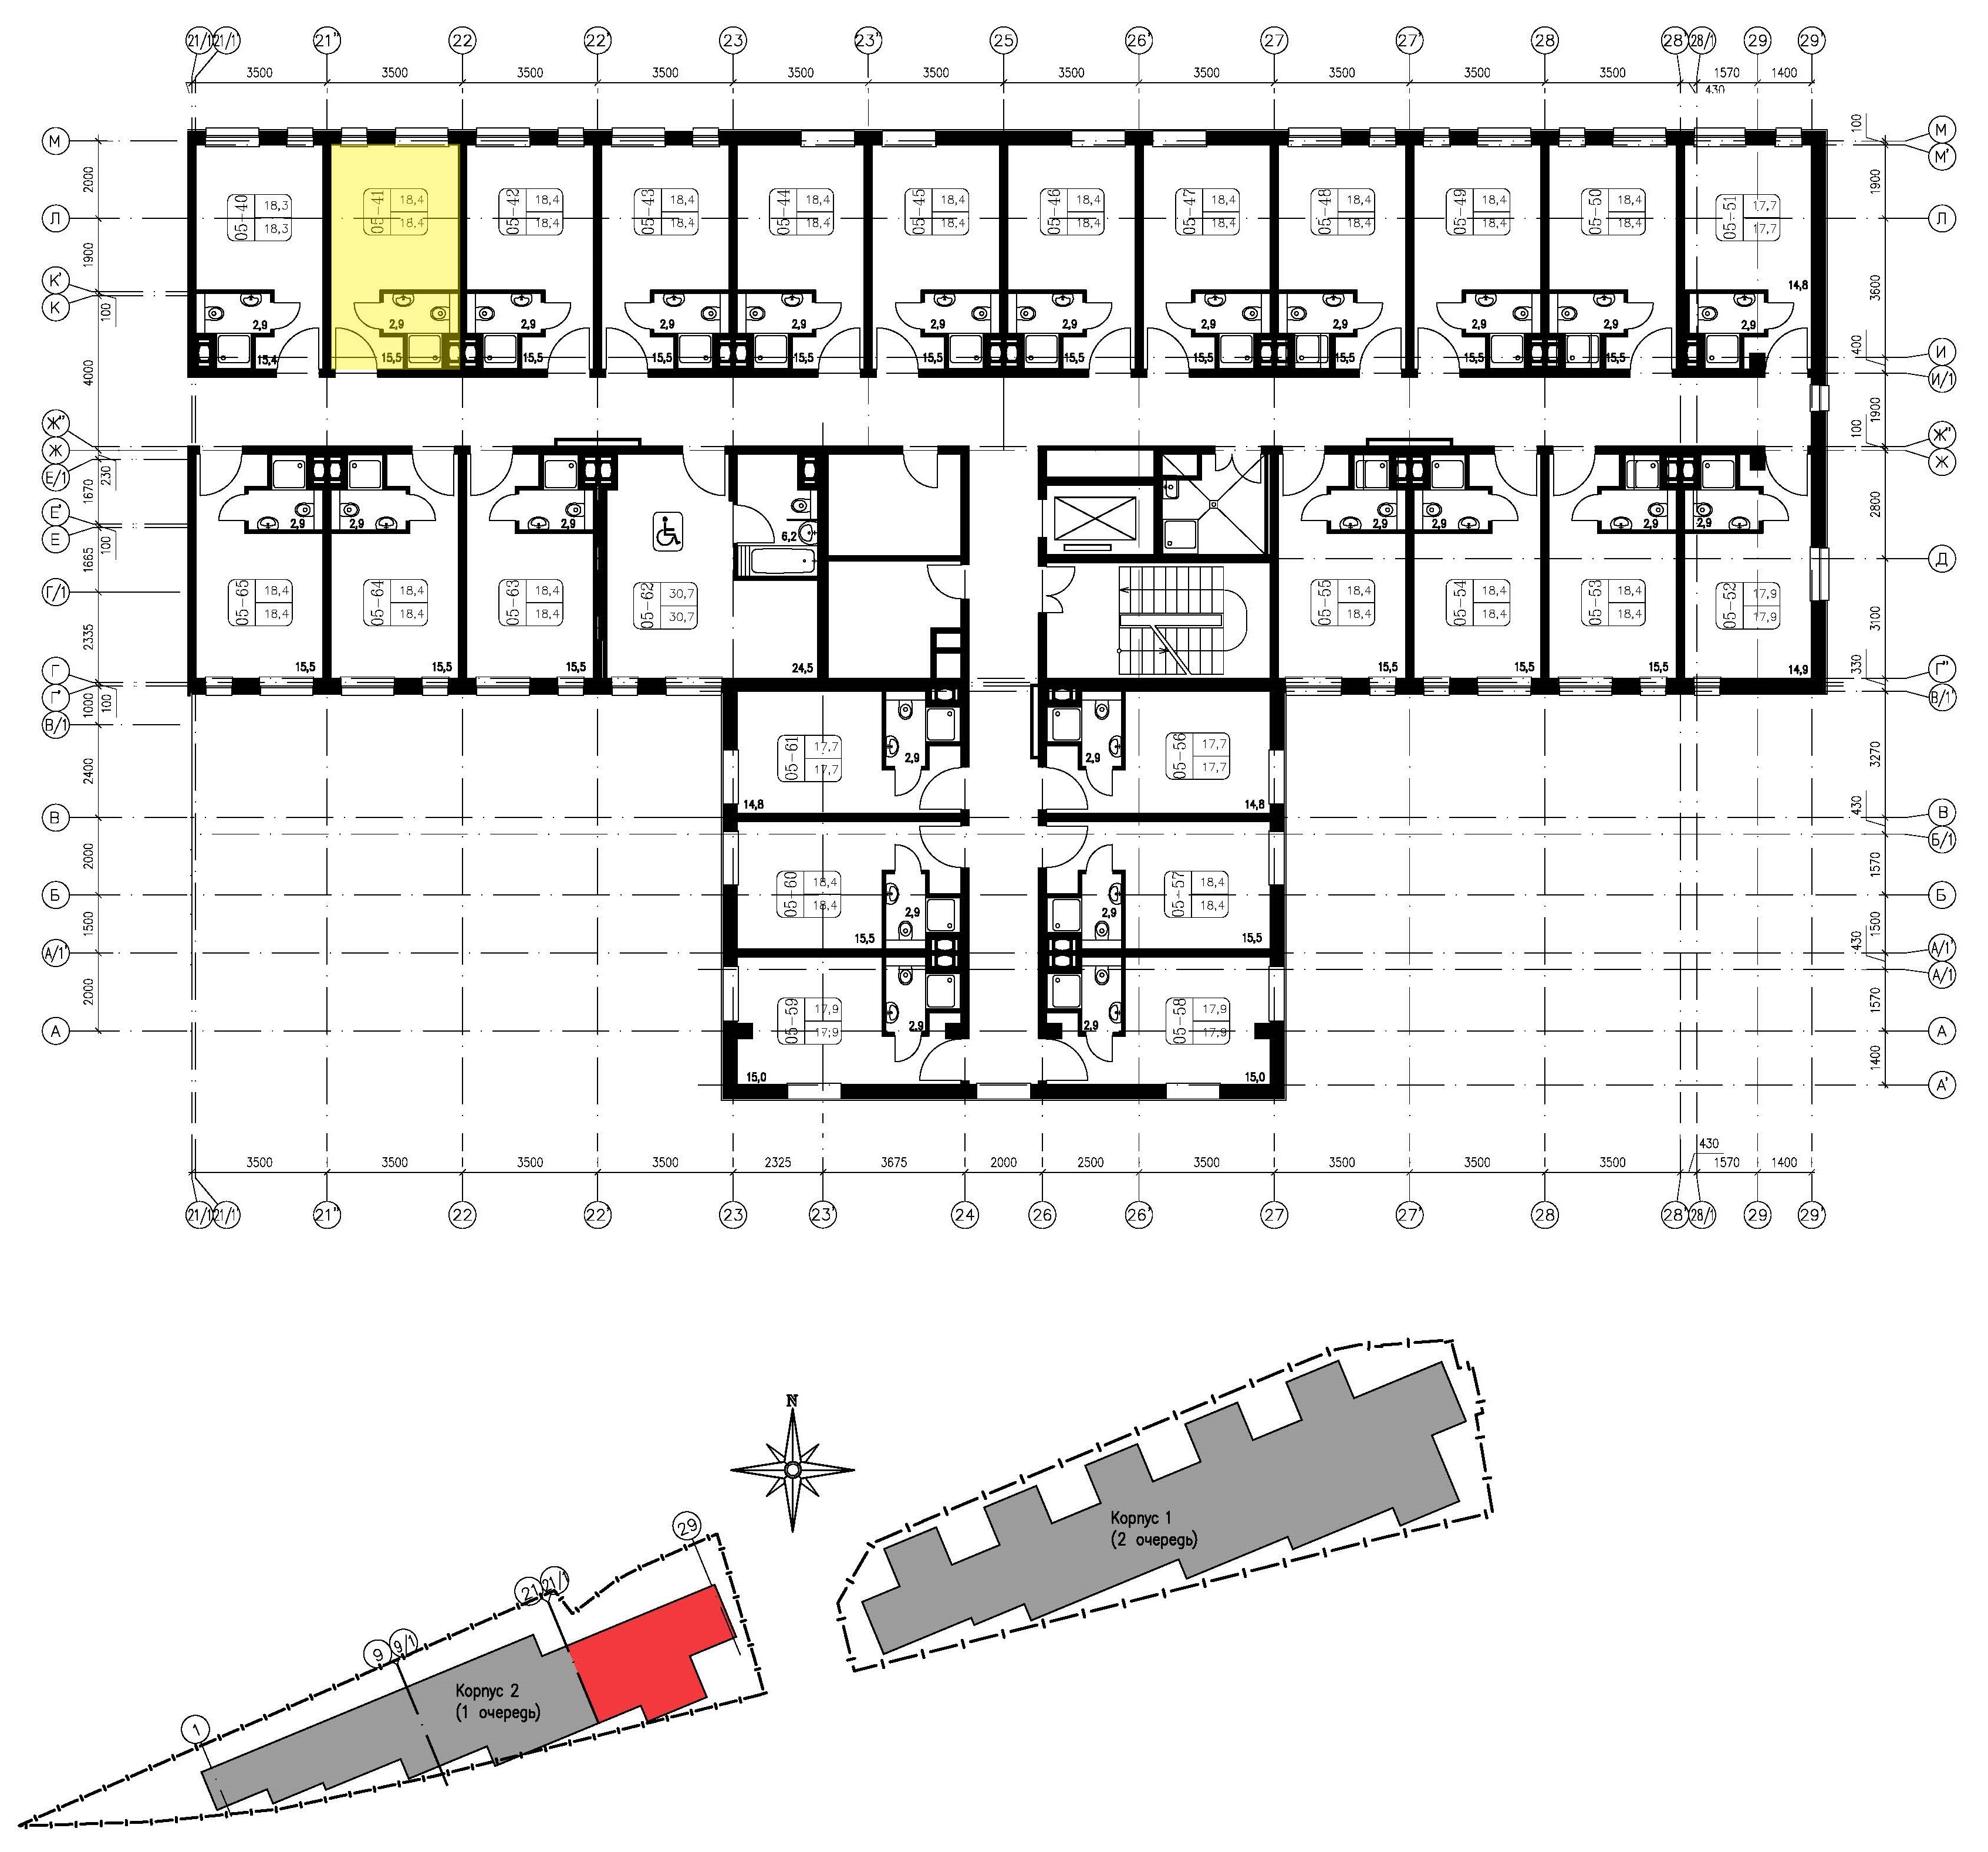 21/1' 21/1' 21" 22 22' 23 23" 25 26' 27 27' 28 28' 28/1 29 29'
3500 3500 3500 3500 3500 3500 3500 3500 3500 3500 3500 1570 1400
430
М Л К' К Ж" Ж Е/1 Е' Е Г/1 Г Г' В/1 В Б А/1' А
2000 1900 100 4000 230 1670 100 1665 2335 100 1000 2400 2000 1500 2000
М М' Л И И/1 Ж" Ж Д Г" В/1' В Б/1 Б А/1' А/1 А А'
100 1900 3600 400 1900 100 2800 3100 330 3270 430 1570 1500 430 1570 1400
05-40 18,3 18,3
05-41 18,4 18,4
05-42 18,4 18,4
05-43 18,4 18,4
05-44 18,4 18,4
05-45 18,4 18,4
05-46 18,4 18,4
05-47 18,4 18,4
05-48 18,4 18,4
05-49 18,4 18,4
05-50 18,4 18,4
05-51 17,7 17,7
14,8
2,9 2,9 2,9 2,9 2,9 2,9 2,9 2,9 2,9 2,9 2,9 2,9
15,4 15,5 15,5 15,5 15,5 15,5 15,5 15,5 15,5 15,5 15,5
2,9 2,9 2,9 6,2 2,9 2,9 2,9 2,9
05-65 18,4 18,4
05-64 18,4 18,4
05-63 18,4 18,4
05-62 30,7 30,7
05-55 18,4 18,4
05-54 18,4 18,4
05-53 18,4 18,4
05-52 17,9 17,9
15,5 15,5 15,5 24,5 15,5 15,5 15,5 14,9
05-61 17,7 17,7
2,9 2,9
05-56 17,7 17,7
14,8 14,8
05-60 18,4 18,4
2,9 2,9
05-57 18,4 18,4
15,5 15,5
05-59 17,9 17,9
2,9 2,9
05-58 17,9 17,9
15,0 15,0
430
3500 3500 3500 3500 2325 3675 2000 2500 3500 3500 3500 3500 1570 1400
21/1' 21/1' 21" 22 22' 23 23' 24 26 26' 27 27' 28 28' 28/1 29 29'
N
Корпус 1
(2 очередь)
29
21 21/1
9 9/1
1
Корпус 2
(1 очередь)